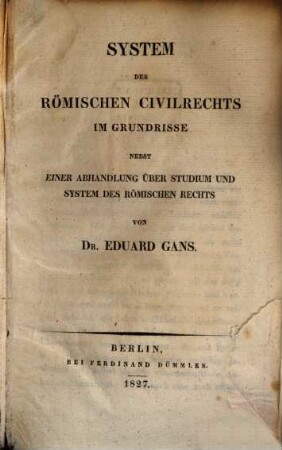 SYSTEM
DES
RÖMISCHEN CIVILRECHTS
IM GRUNDRISSE
NEBST
EINER ABHANDLUNG ÜBER STUDIUM UND
SYSTEM DES RÖMISCHEN RECHTS
VON
DR. EDUARD GANS.
BERLIN,
BEI FERDINAND DÜMMLER.
1827.